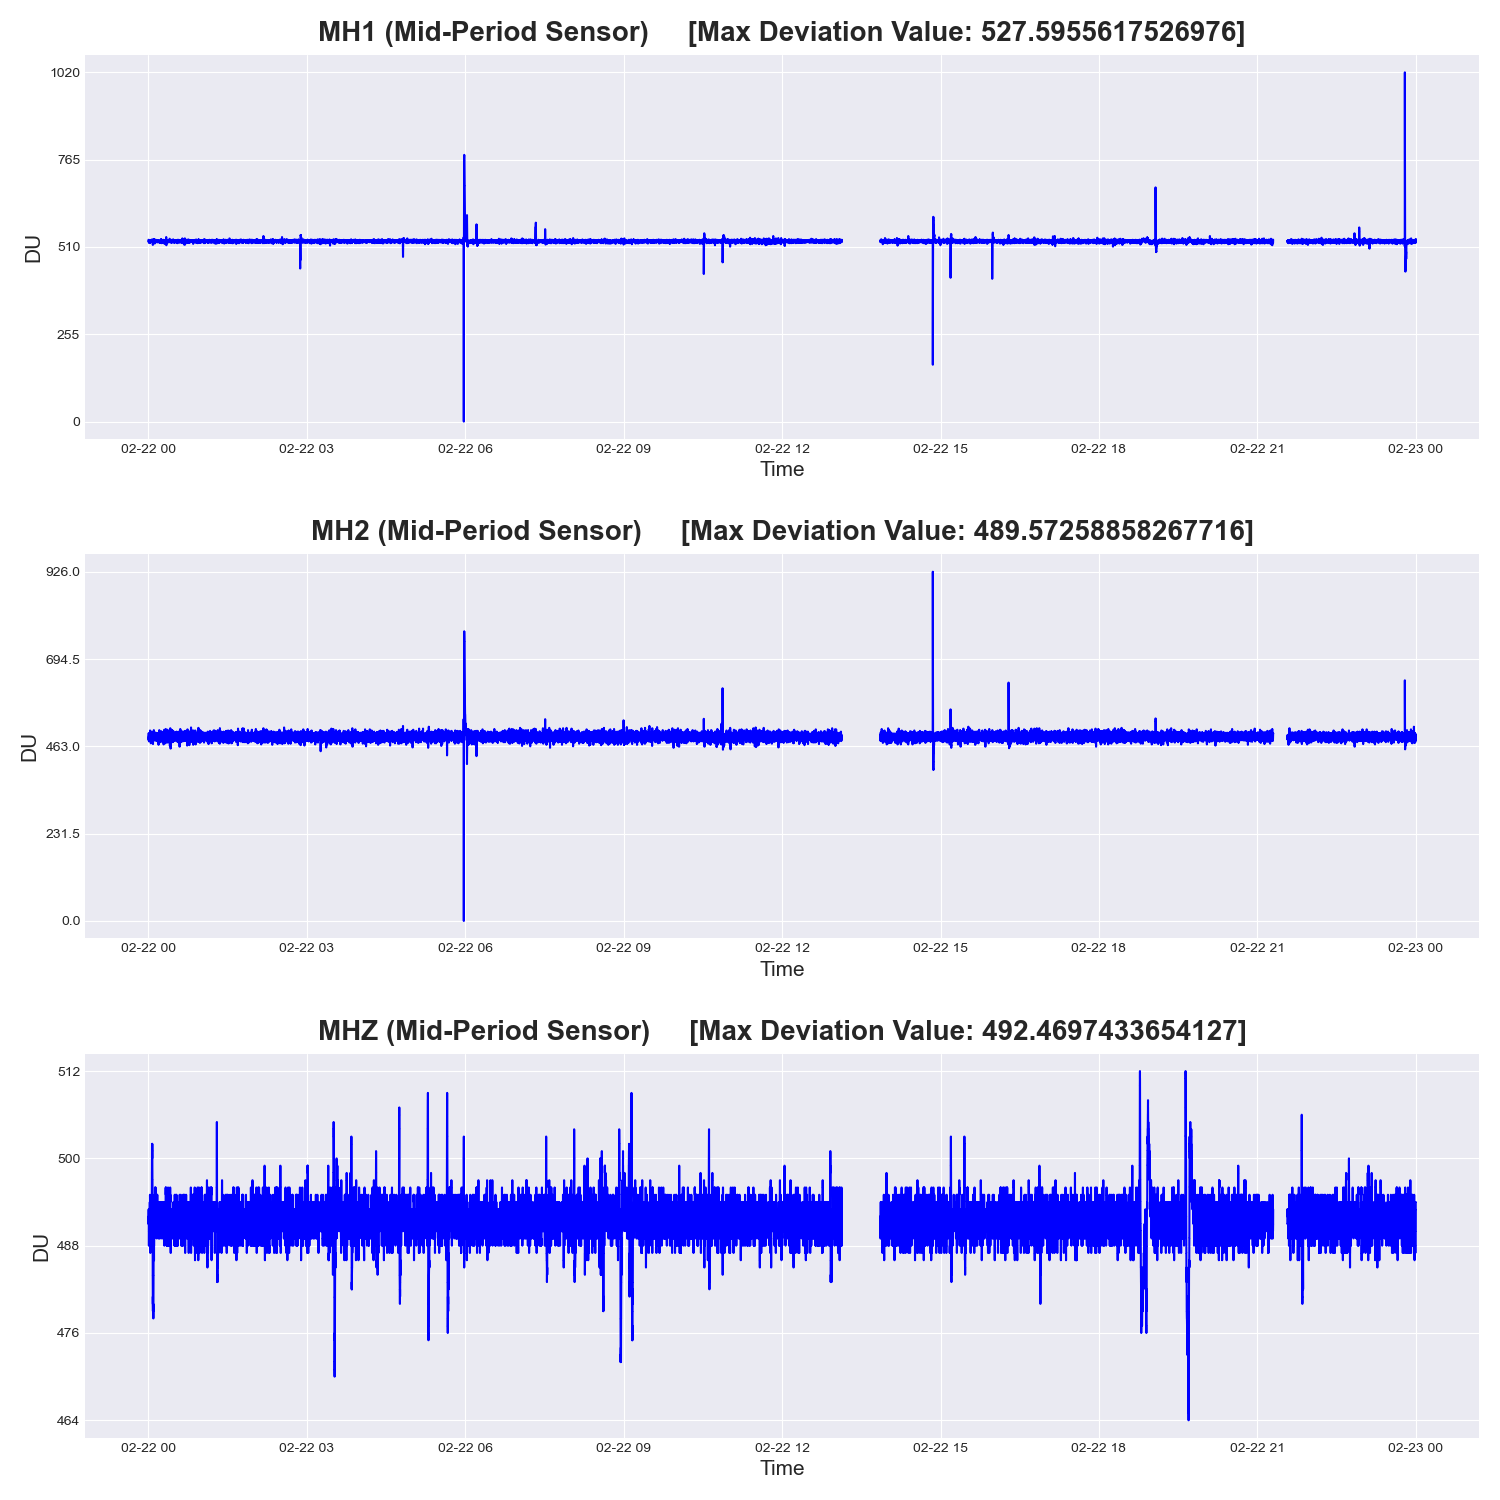 MH1 (Mid-Period Sensor) [Max Deviation Value: 527.5955617526976]
1020
765
510
255
0
DU
02-22 00 02-22 03 02-22 06 02-22 09 02-22 12 02-22 15 02-22 18 02-22 21 02-23 00
Time
MH2 (Mid-Period Sensor) [Max Deviation Value: 489.57258858267716]
926.0
694.5
463.0
231.5
0.0
DU
02-22 00 02-22 03 02-22 06 02-22 09 02-22 12 02-22 15 02-22 18 02-22 21 02-23 00
Time
MHZ (Mid-Period Sensor) [Max Deviation Value: 492.4697433654127]
512
500
488
476
464
DU
02-22 00 02-22 03 02-22 06 02-22 09 02-22 12 02-22 15 02-22 18 02-22 21 02-23 00
Time